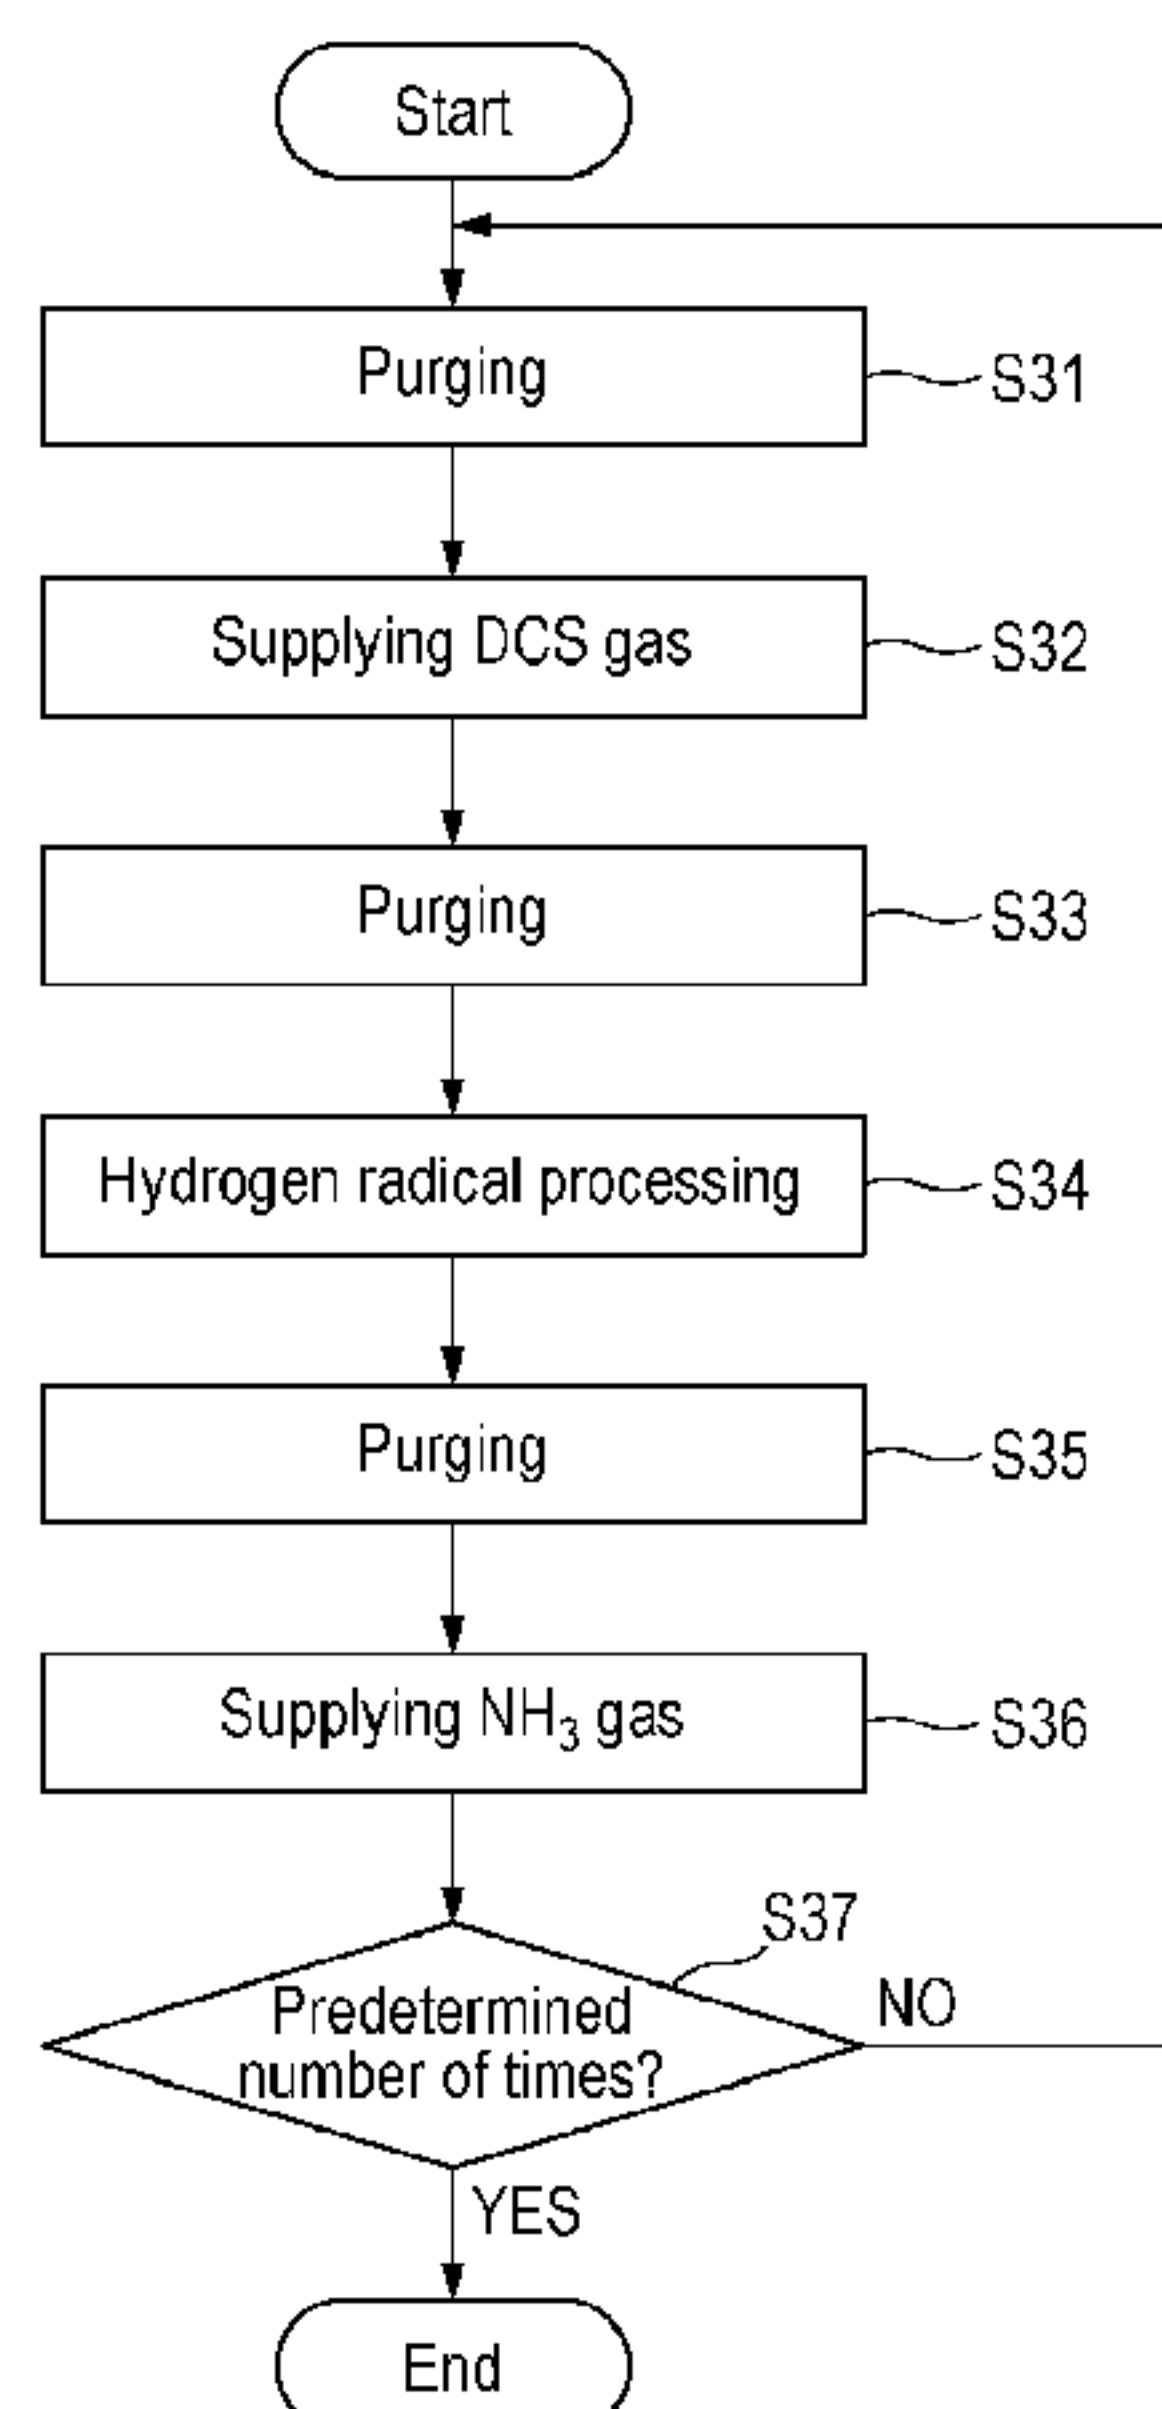 Start
Purging
S31
Supplying DCS gas
S32
Purging
S33
Hydrogen radical processing
S34
Purging
S35
Supplying NH₃ gas
S36
S37
Predetermined
number of times?
NO
YES
End